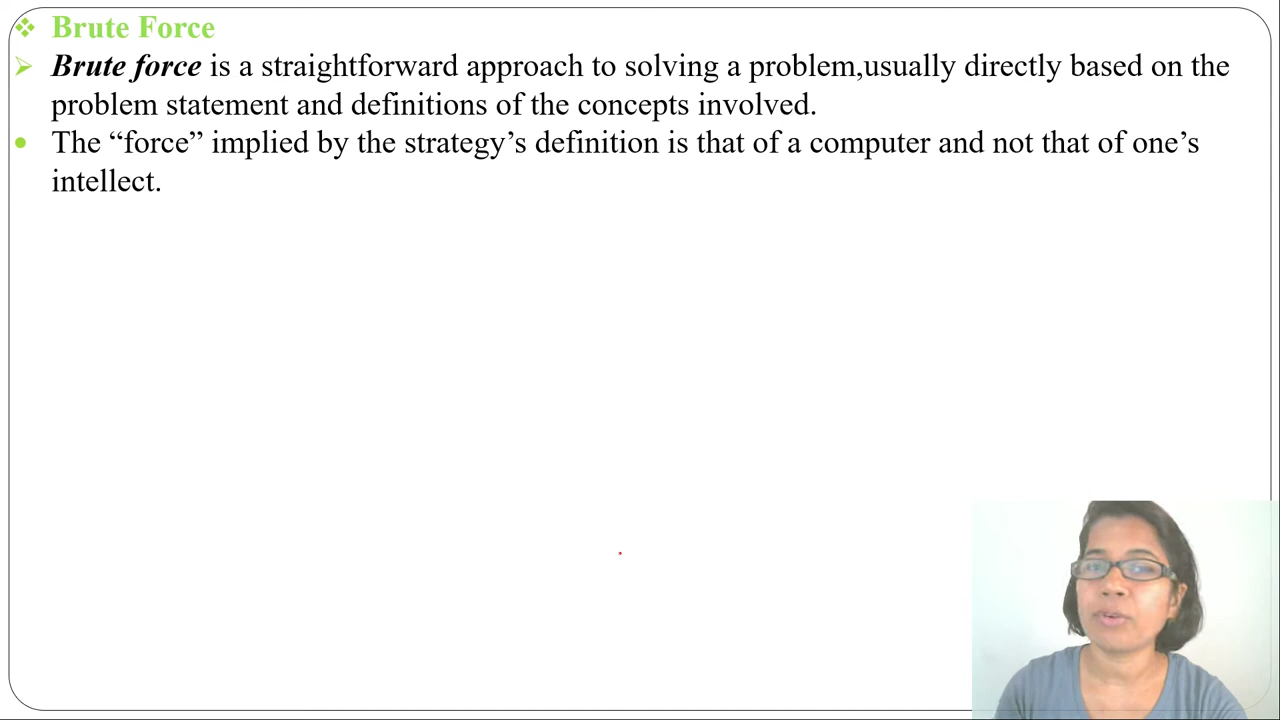 Brute Force
Brute force is a straightforward approach to solving a problem,usually directly based on the
problem statement and definitions of the concepts involved.
The “force” implied by the strategy’s definition is that of a computer and not that of one’s
intellect.